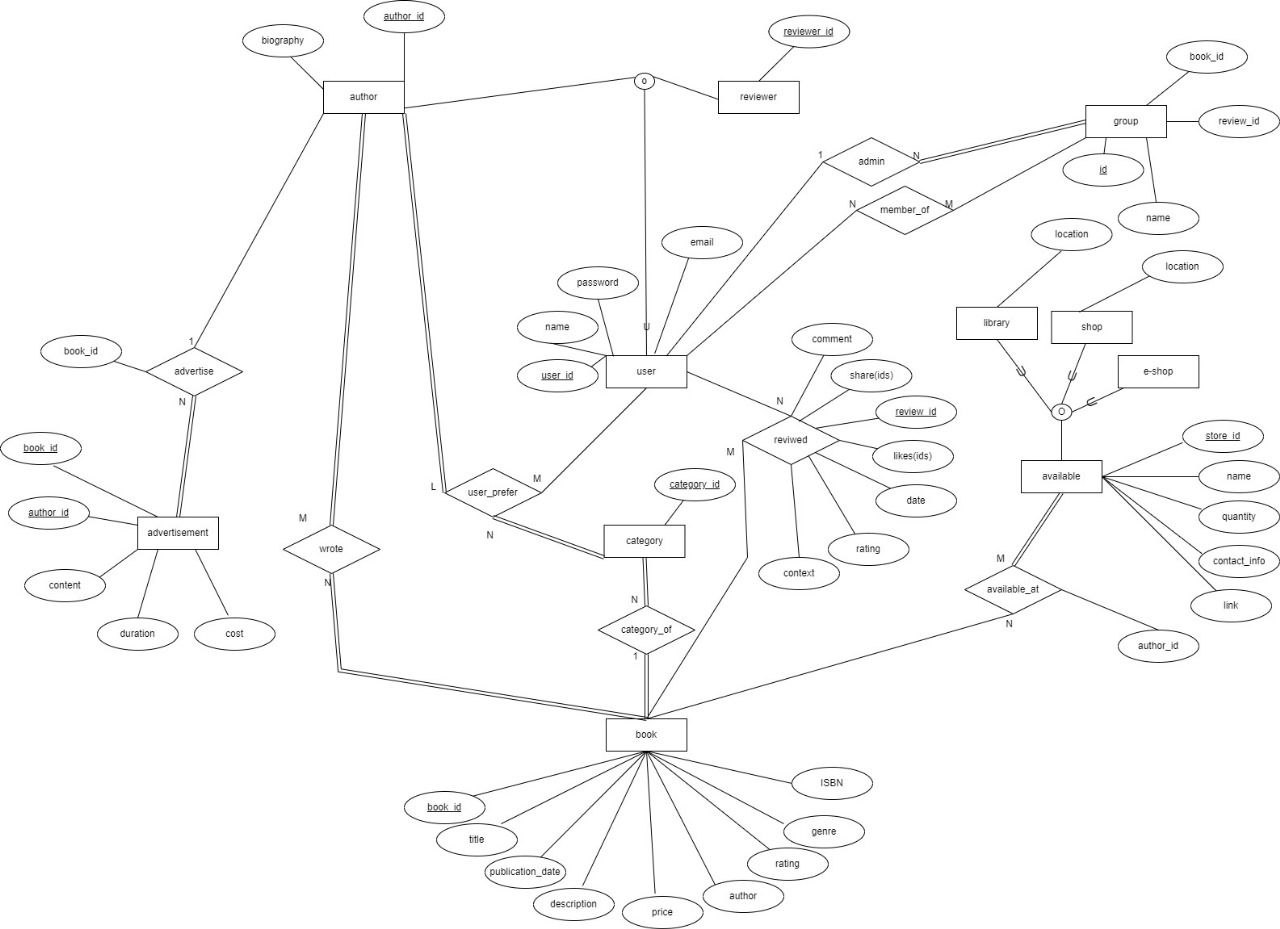 author_id
biography
reviewer_id
book_id
author
o
reviewer
group
review_id
1
admin
N
id
N
member_of
M
name
location
email
location
password
library
shop
name
U
comment
book_id
1
advertise
user_id
user
share(ids)
e-shop
U
U
U
N
N
review_id
O
M
reviwed
likes(ids)
store_id
book_id
L
user_prefer
M
category_id
date
available
name
author_id
quantity
M
N
advertisement
category
rating
wrote
contact_info
M
content
N
context
available_at
link
N
N
duration
cost
category_of
author_id
1
book
ISBN
book_id
title
genre
publication_date
rating
description
price
author